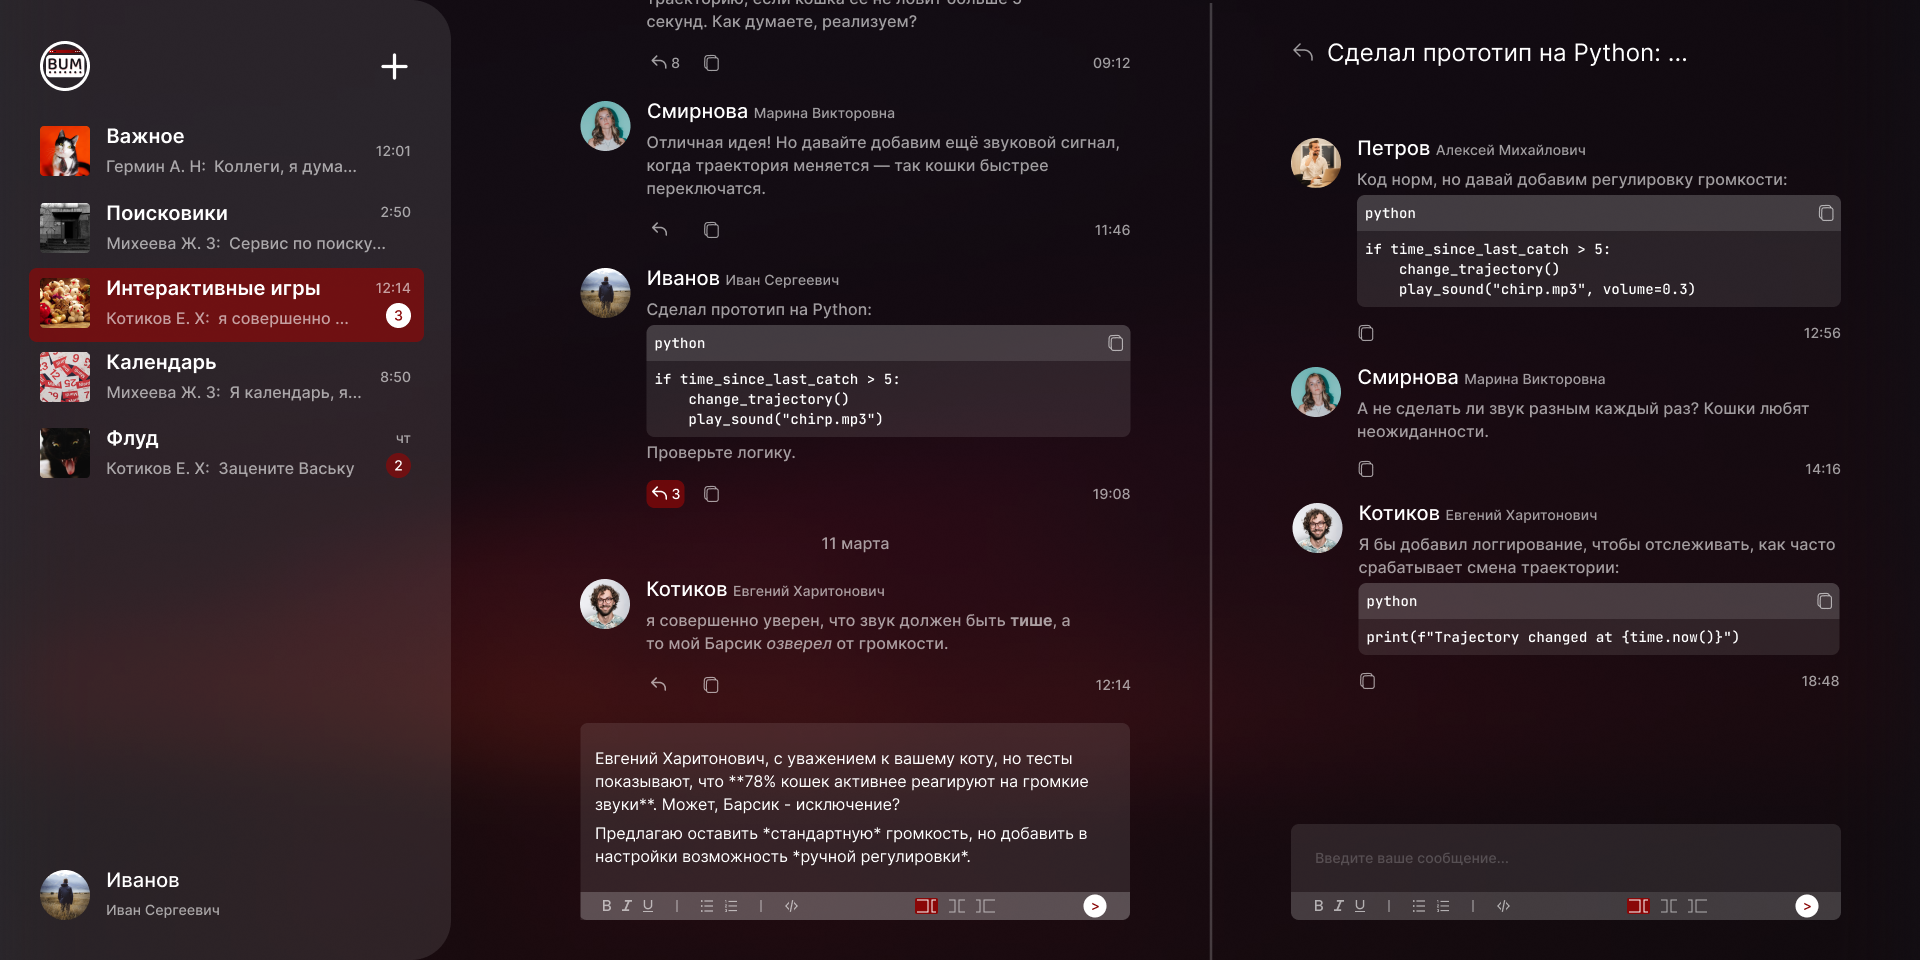 BUM
Важное
12:01
Гермин А. Н: Коллеги, я дума...
Поисковики
2:50
Михеева Ж. З: Сервис по поиску...
Интерактивные игры
12:14
Котиков Е. Х: я совершенно ...
3
Календарь
8:50
Михеева Ж. З: Я календарь, я...
Флуд
чт
Котиков Е. Х: Зацените Ваську
2
Иванов
Иван Сергеевич
секунд. Как думаете, реализуем?
8
09:12
Смирнова Марина Викторовна
Отличная идея! Но давайте добавим ещё звуковой сигнал,
когда траектория меняется — так кошки быстрее
переключатся.
11:46
Иванов Иван Сергеевич
Сделал прототип на Python:
python
if time_since_last_catch > 5:
    change_trajectory()
    play_sound("chirp.mp3")
Проверьте логику.
3
19:08
11 марта
Котиков Евгений Харитонович
я совершенно уверен, что звук должен быть тише, а
то мой Барсик озверел от громкости.
12:14
Евгений Харитонович, с уважением к вашему коту, но тесты
показывают, что **78% кошек активнее реагируют на громкие
звуки**. Может, Барсик - исключение?
Предлагаю оставить *стандартную* громкость, но добавить в
настройки возможность *ручной регулировки*.
B I U | | </> >
Сделал прототип на Python: ...
Петров Алексей Михайлович
Код норм, но давай добавим регулировку громкости:
python
if time_since_last_catch > 5:
    change_trajectory()
    play_sound("chirp.mp3", volume=0.3)
12:56
Смирнова Марина Викторовна
А не сделать ли звук разным каждый раз? Кошки любят
неожиданности.
14:16
Котиков Евгений Харитонович
Я бы добавил логгирование, чтобы отслеживать, как часто
срабатывает смена траектории:
python
print(f"Trajectory changed at {time.now()}")
18:48
Введите ваше сообщение...
B I U | | </> >